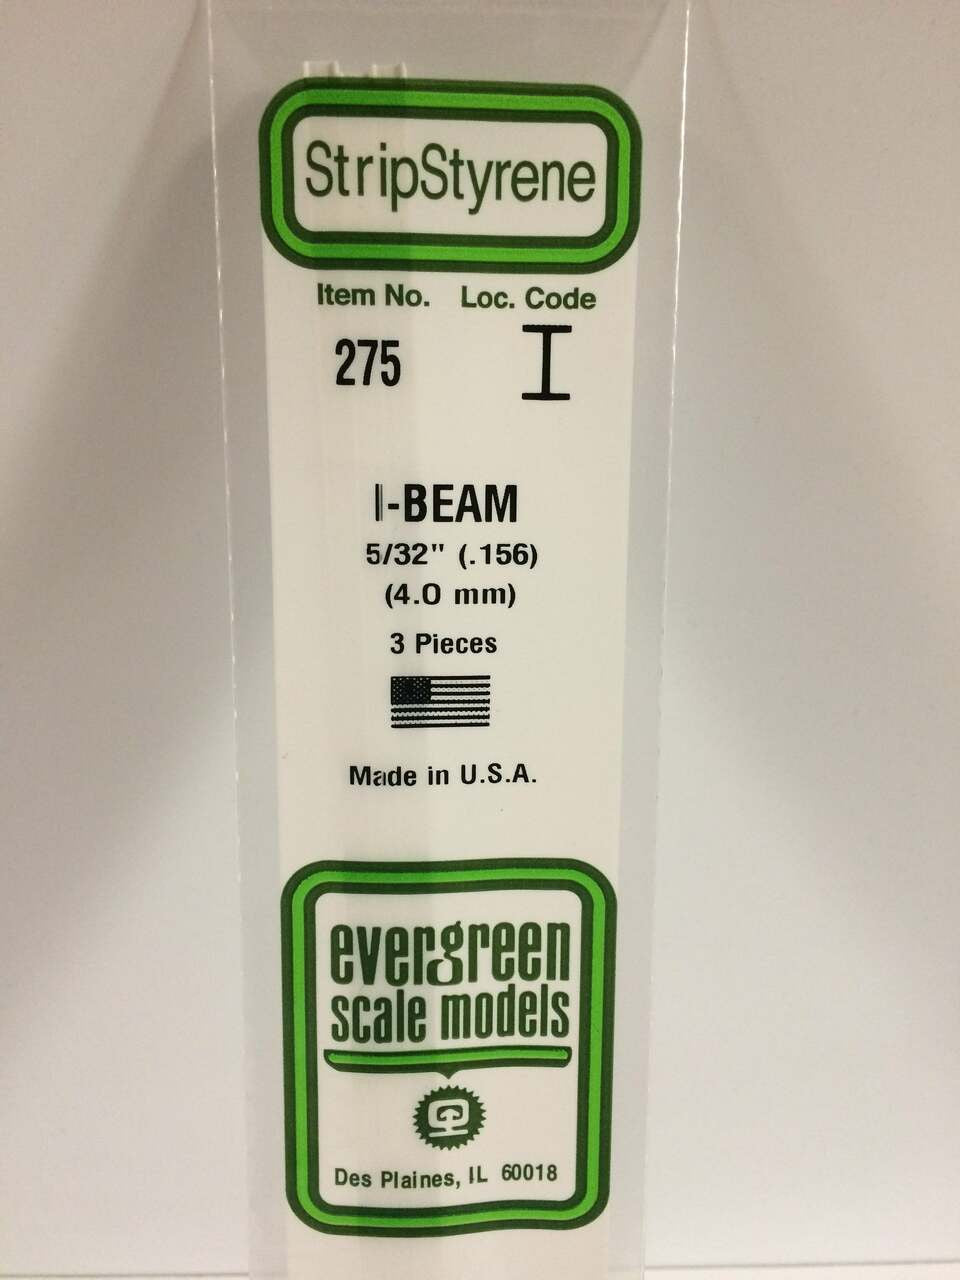 StripStyrene
Item No. Loc. Code
275 I
I-BEAM
5/32" (.156)
(4.0 mm)
3 Pieces
Made in U.S.A.
evergreen
scale models
Des Plaines, IL 60018